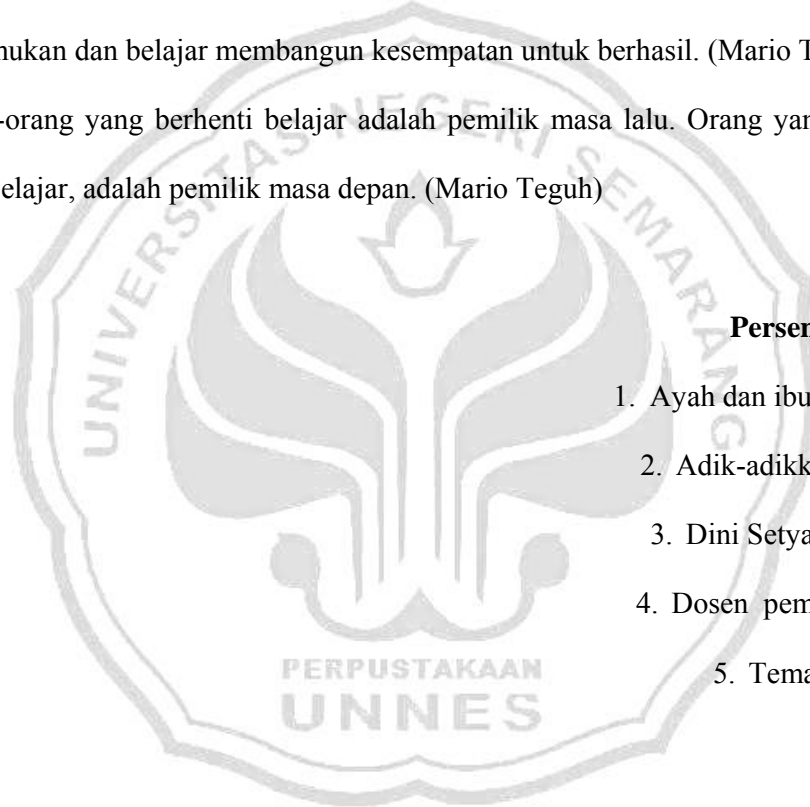 nukan dan belajar membangun kesempatan untuk berhasil. (Mario T
-orang yang berhenti belajar adalah pemilik masa lalu. Orang yan
elajar, adalah pemilik masa depan. (Mario Teguh)
UNIVERSITAS NEGERI SEMARANG
Persen
1. Ayah dan ibu
2. Adik-adikk
3. Dini Setya
4. Dosen pem
5. Tema
PERPUSTAKAAN
UNNES